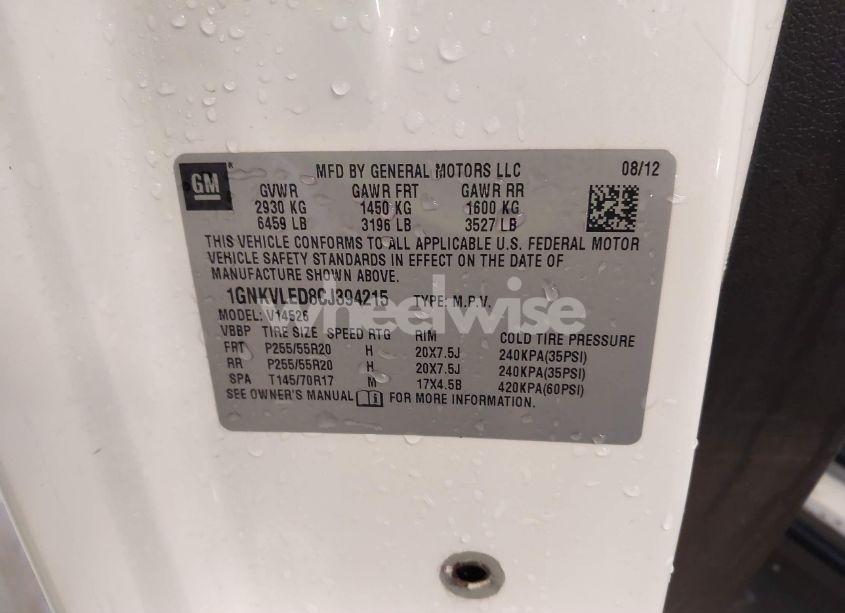 GM ® MFD BY GENERAL MOTORS LLC 08/12
GVWR GAWR FRT GAWR RR
2930 KG 1450 KG 1600 KG
6459 LB 3196 LB 3527 LB
THIS VEHICLE CONFORMS TO ALL APPLICABLE U.S. FEDERAL MOTOR
VEHICLE SAFETY STANDARDS IN EFFECT ON THE DATE OF
MANUFACTURE SHOWN ABOVE.
1GNKVLED8CJ394215 TYPE: M.P.V.
wheelwise
MODEL: V14526
VBBP TIRE SIZE SPEED RTG RIM COLD TIRE PRESSURE
FRT P255/55R20 H 20X7.5J 240KPA(35PSI)
RR P255/55R20 H 20X7.5J 240KPA(35PSI)
SPA T145/70R17 M 17X4.5B 420KPA(60PSI)
SEE OWNER'S MANUAL FOR MORE INFORMATION.